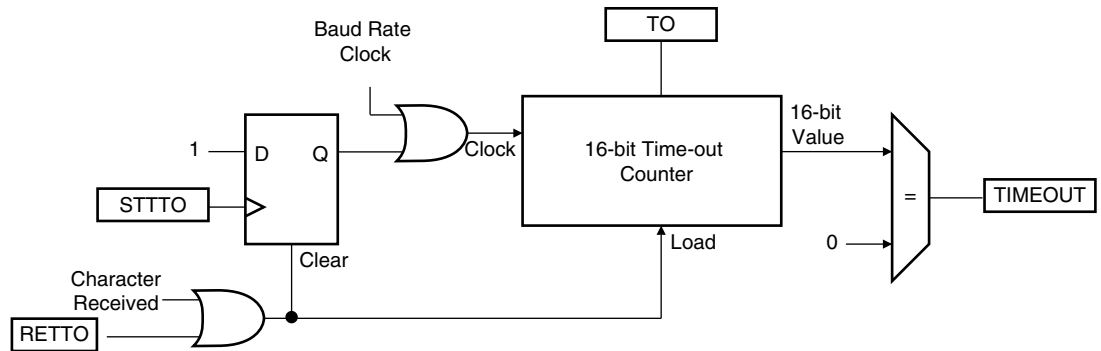 TO
Baud Rate
Clock
16-bit
Value
1
D
Q
Clock
16-bit Time-out
Counter
STTTO
=
TIMEOUT
Clear
Load
0
Character
Received
RETTO